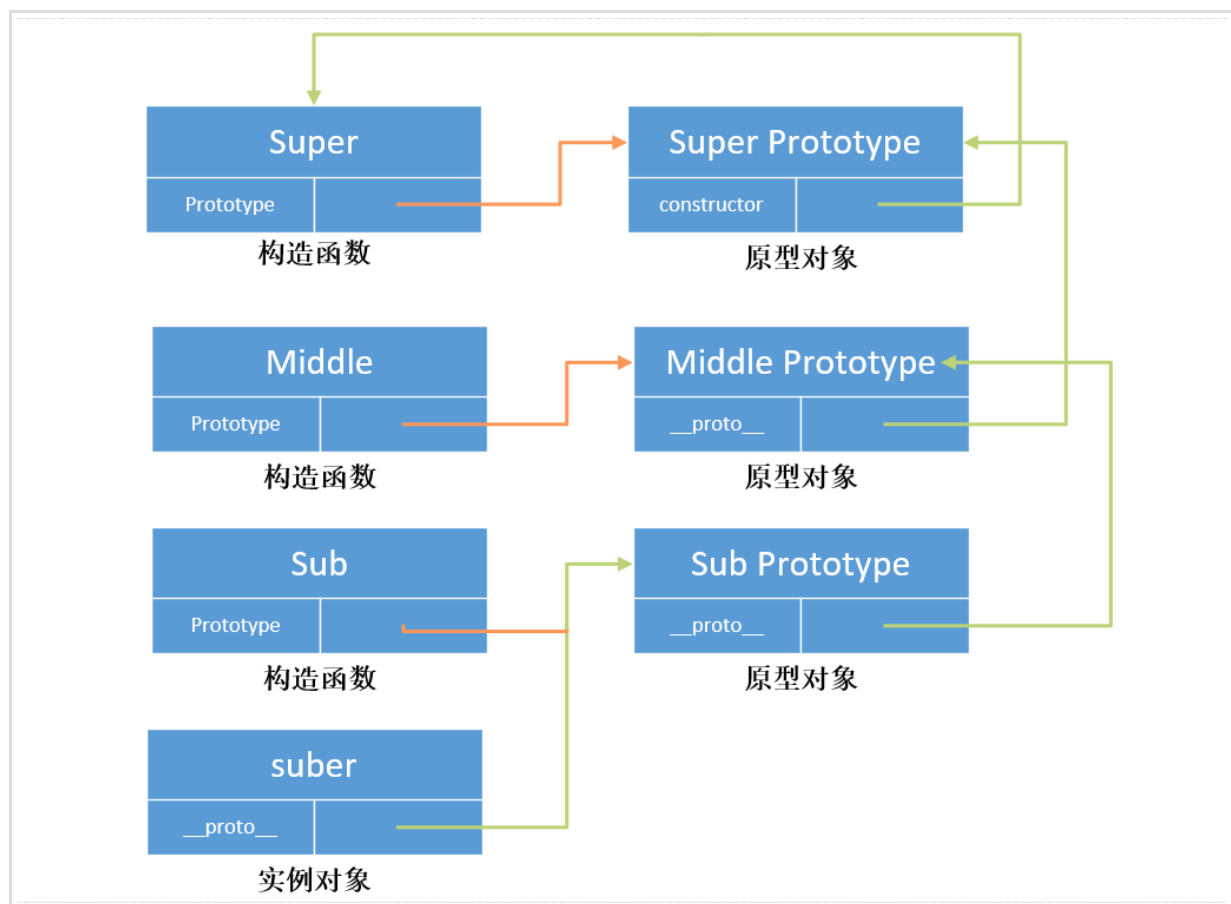 Super
Prototype
构造函数
Super Prototype
constructor
原型对象
Middle
Prototype
构造函数
Middle Prototype
__proto__
原型对象
Sub
Prototype
构造函数
Sub Prototype
__proto__
原型对象
suber
__proto__
实例对象